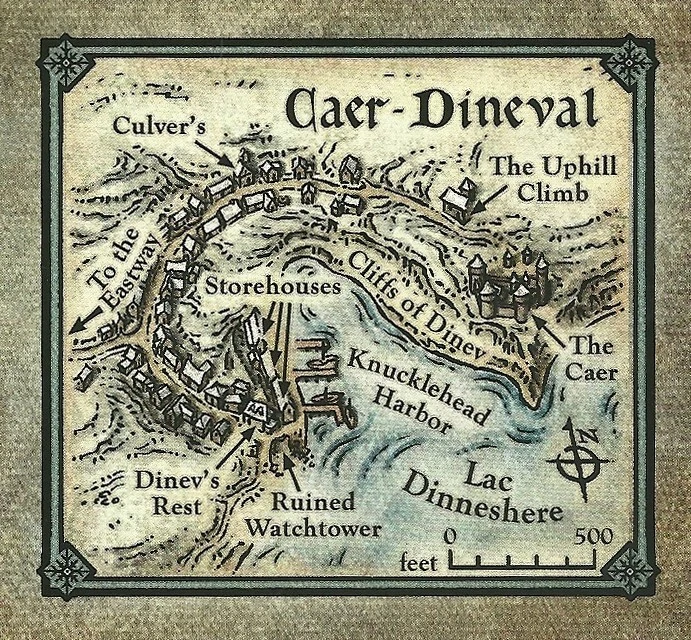 Caer-Dineval
Culver's
The Uphill
Climb
To the
Eastway
Storehouses
Cliffs of Dinev
The
Caer
Knucklehead
Harbor
N
Dinev's
Rest
Ruined
Watchtower
Lac
Dinneshere
0 500
feet